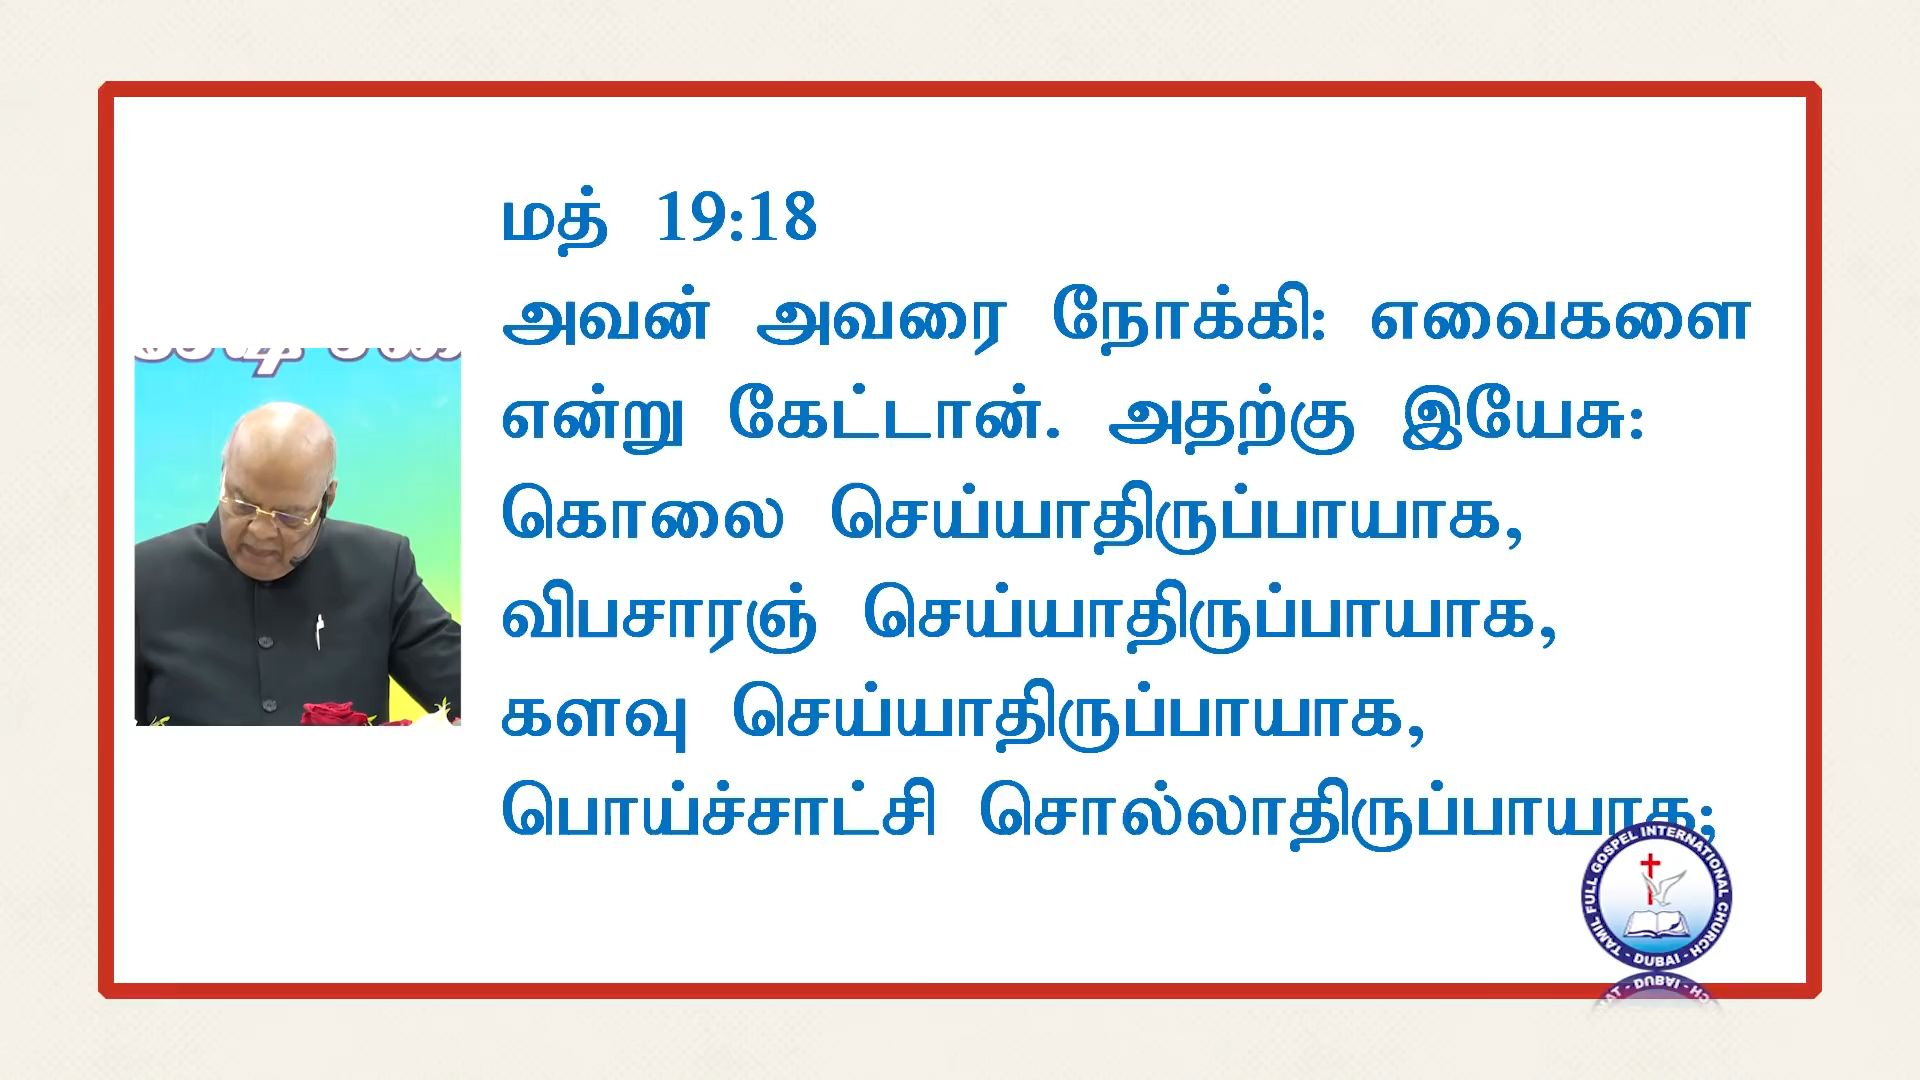 மத் 19:18
அவன் அவரை நோக்கி: எவைகளை
என்று கேட்டான். அதற்கு இயேசு:
கொலை செய்யாதிருப்பாயாக,
விபசாரஞ் செய்யாதிருப்பாயாக,
களவு செய்யாதிருப்பாயாக,
பொய்ச்சாட்சி சொல்லாதிருப்பாயாக;
TAMIL FULL GOSPEL INTERNATIONAL CHURCH - DUBAI -